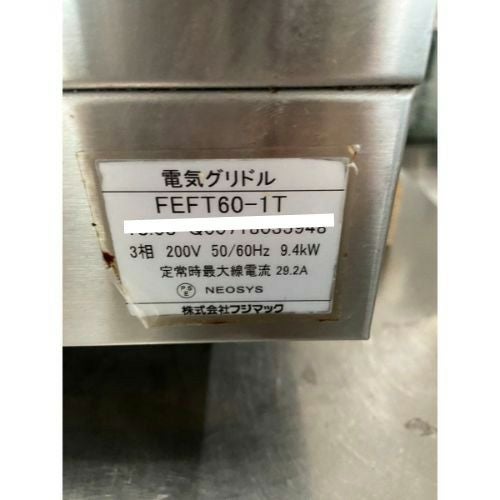 電気グリドル
FEFT60-1T
3相 200V 50/60Hz 9.4kW
定常時最大線電流 29.2A
PSE NEOSYS
株式会社フジマック